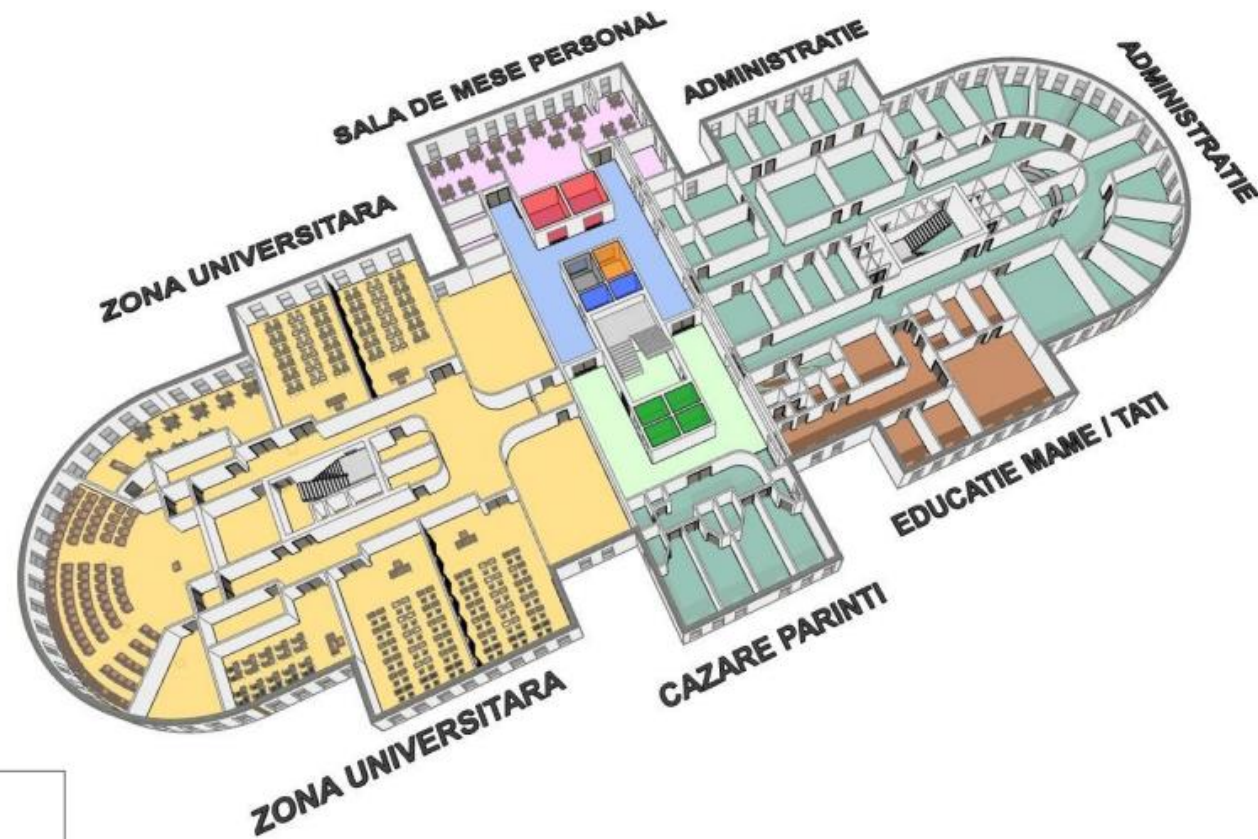 SALA DE MESE PERSONAL
ADMINISTRATIE
ADMINISTRATIE
ZONA UNIVERSITARA
EDUCATIE MAME / TATI
CAZARE PARINTI
ZONA UNIVERSITARA